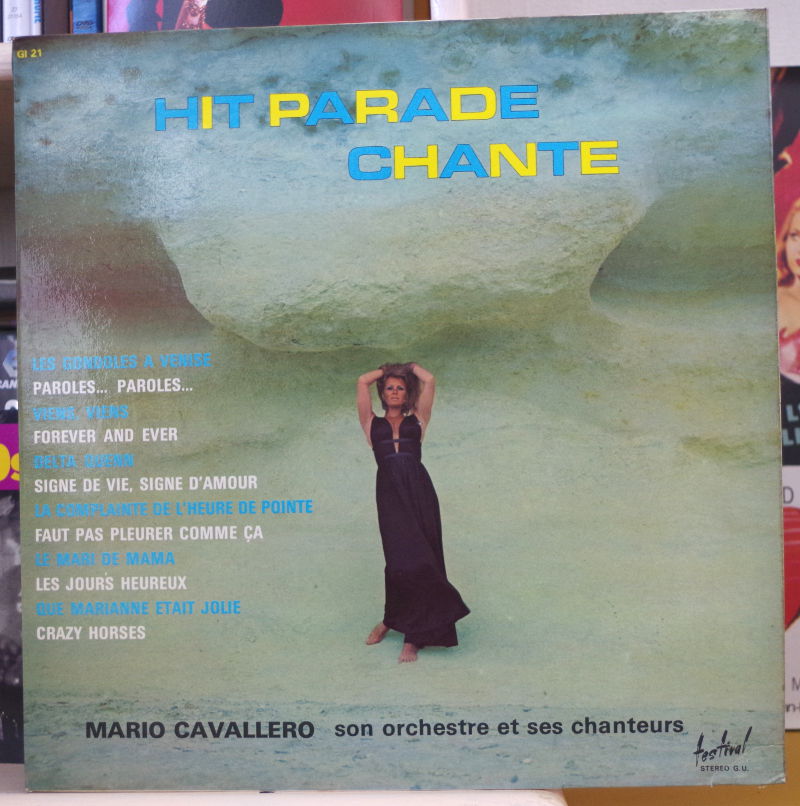 GI 21
HIT PARADE
CHANTE
LES GONDOLES A VENISE
PAROLES... PAROLES...
VIENS, VIENS
FOREVER AND EVER
DELTA QUEEN
SIGNE DE VIE, SIGNE D'AMOUR
LA COMPLAINTE DE L'HEURE DE POINTE
FAUT PAS PLEURER COMME ÇA
LE MARI DE MAMA
LES JOURS HEUREUX
QUE MARIANNE ETAIT JOLIE
CRAZY HORSES
MARIO CAVALLERO son orchestre et ses chanteurs
festival
STEREO G.U.